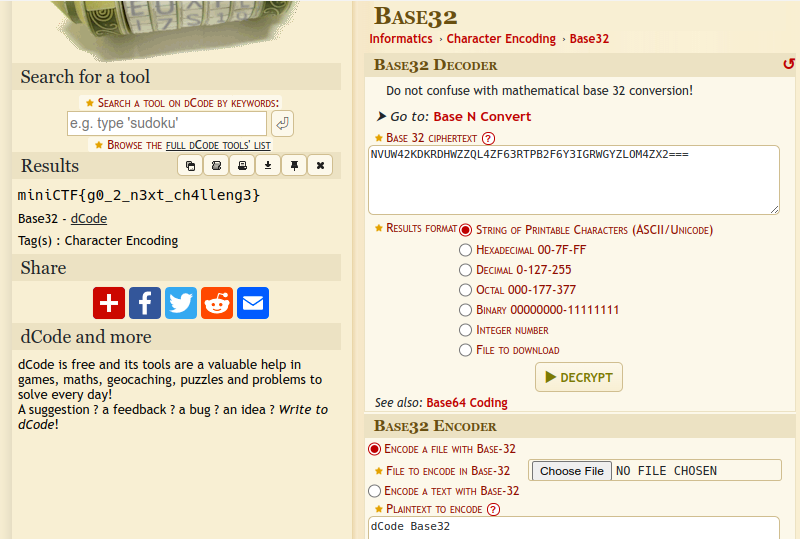 Search for a tool
★ Search a tool on dCode by keywords:
e.g. type 'sudoku'
★ Browse the full dCode tools' list
Results
miniCTF{g0_2_n3xt_ch4lleng3}
Base32 - dCode
Tag(s) : Character Encoding
Share
dCode and more
dCode is free and its tools are a valuable help in
games, maths, geocaching, puzzles and problems to
solve every day!
A suggestion ? a feedback ? a bug ? an idea ? Write to
dCode!
Base32
Informatics › Character Encoding › Base32
Base32 Decoder
Do not confuse with mathematical base 32 conversion!
➤ Go to: Base N Convert
★ Base 32 ciphertext ?
NVUW42KDKRDHWZZQL4ZF63RTPB2F6Y3IGRWGYZLOM4ZX2===
★ Results format String of Printable Characters (ASCII/Unicode)
Hexadecimal 00-7F-FF
Decimal 0-127-255
Octal 000-177-377
Binary 00000000-11111111
Integer number
File to download
▶ DECRYPT
See also: Base64 Coding
Base32 Encoder
Encode a file with Base-32
★ File to encode in Base-32 Choose File NO FILE CHOSEN
Encode a text with Base-32
★ Plaintext to encode ?
dCode Base32